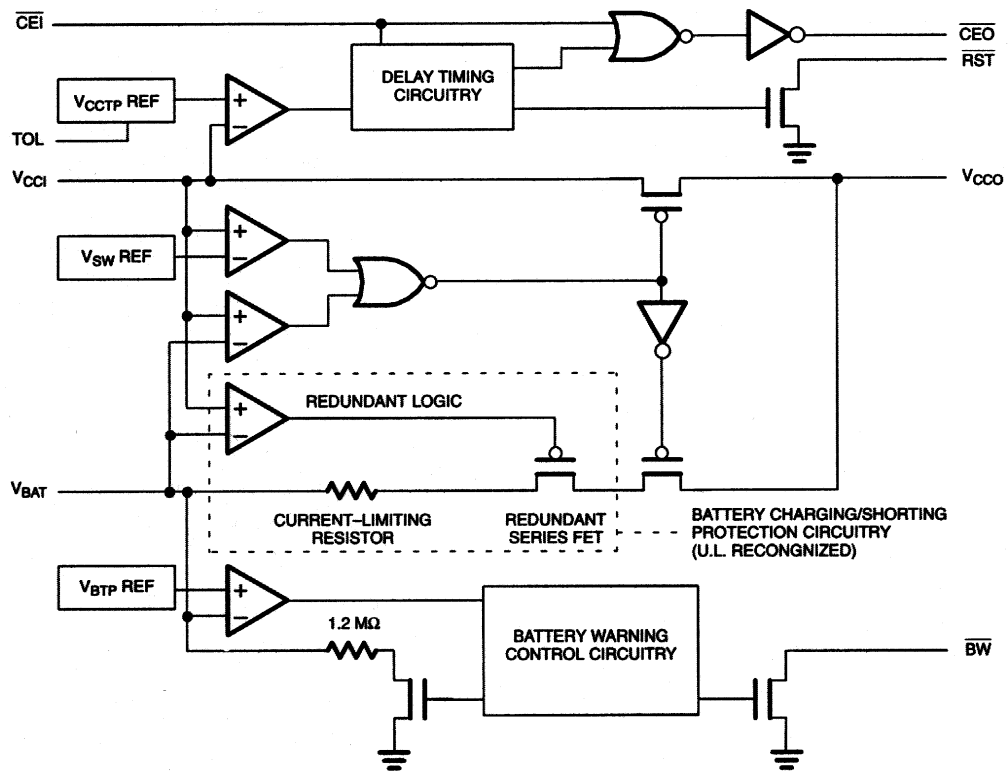 CEI
CEO
RST
DELAY TIMING
CIRCUITRY
VCCTP REF
+
−
TOL
VCCI
VCCO
+
−
VSW REF
+
−
REDUNDANT LOGIC
+
−
VBAT
CURRENT–LIMITING
RESISTOR
REDUNDANT
SERIES FET
BATTERY CHARGING/SHORTING
PROTECTION CIRCUITRY
(U.L. RECONGNIZED)
VBTP REF
+
−
1.2 MΩ
BATTERY WARNING
CONTROL CIRCUITRY
BW